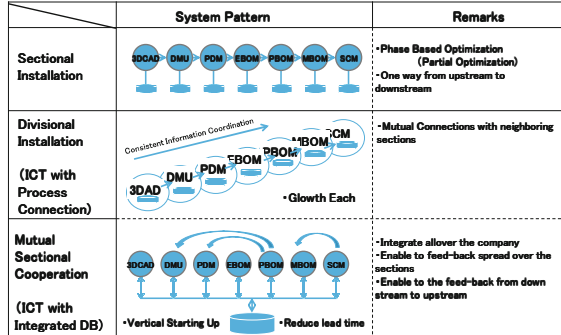 System Pattern
Remarks
Sectional
Installation
3DCAD DMU PDM EBOM PBOM MBOM SCM
・Phase Based Optimization
(Partial Optimization)
・One way from upstream to
downstream
Divisional
Installation
(ICT with
Process
Connection)
Consistent Information Coordination
3DAD DMU PDM EBOM PBOM MBOM SCM
・Glowth Each
・Mutual Connections with neighboring
sections
Mutual
Sectional
Cooperation
(ICT with
Integrated DB)
3DCAD DMU PDM EBOM PBOM MBOM SCM
・Vertical Starting Up
・Reduce lead time
・Integrate allover the company
・Enable to feed-back spread over the
sections
・Enable to the feed-back from down
stream to upstream